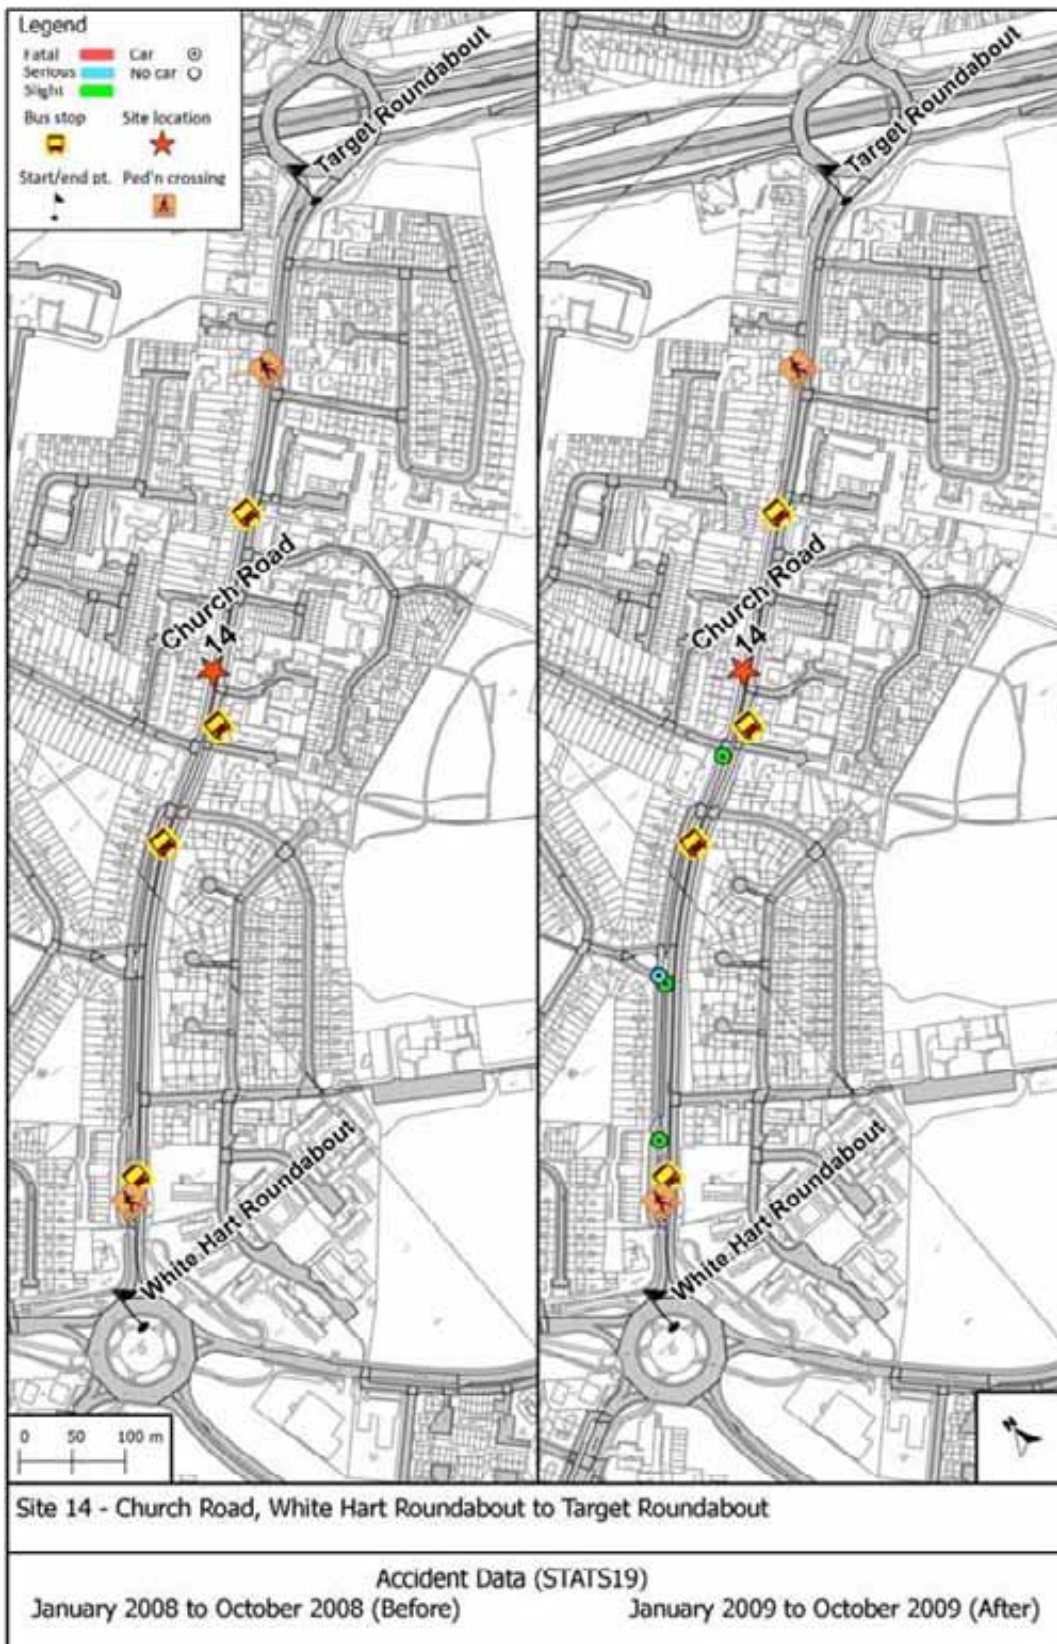 Legend
Fatal Car
Serious No car
Slight
Bus stop Site location
Start/end pt. Ped'n crossing
Target Roundabout
Church Road
14
White Hart Roundabout
0 50 100 m
Target Roundabout
Church Road
14
White Hart Roundabout
N
Site 14 - Church Road, White Hart Roundabout to Target Roundabout
Accident Data (STATS19)
January 2008 to October 2008 (Before) January 2009 to October 2009 (After)